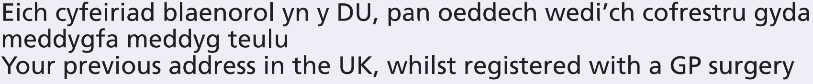 Eich cyfeiriad blaenorol yn y DU, pan oeddech wedi’ch cofrestru gyda
meddygfa meddyg teulu
Your previous address in the UK, whilst registered with a GP surgery